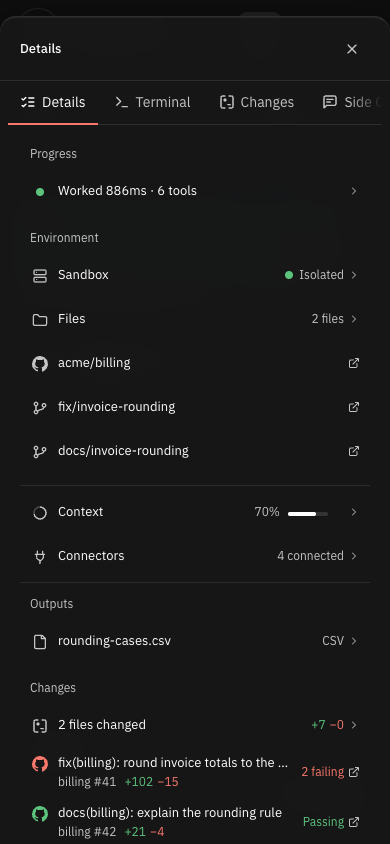 Details
Details Terminal Changes Side
Progress
Worked 886ms · 6 tools
Environment
Sandbox Isolated
Files 2 files
acme/billing
fix/invoice-rounding
docs/invoice-rounding
Context 70%
Connectors 4 connected
Outputs
rounding-cases.csv CSV
Changes
2 files changed +7 −0
fix(billing): round invoice totals to the ... 2 failing
billing #41 +102 −15
docs(billing): explain the rounding rule Passing
billing #42 +21 −4